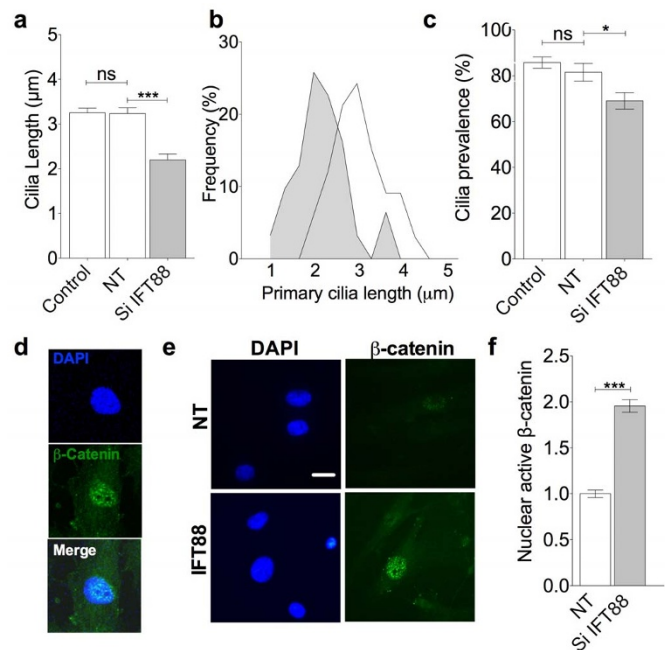 a
Cilia Length (μm)
5
4
3
2
1
0
ns
***
Control
NT
Si IFT88
b
Frequency (%)
30
20
10
0
1 2 3 4 5
Primary cilia length (μm)
c
Cilia prevalence (%)
100
80
60
40
20
0
ns
*
Control
NT
Si IFT88
d
DAPI
β-Catenin
Merge
e
DAPI β-catenin
NT
IFT88
f
Nuclear active β-catenin
2.5
2.0
1.5
1.0
0.5
0.0
***
NT
Si IFT88